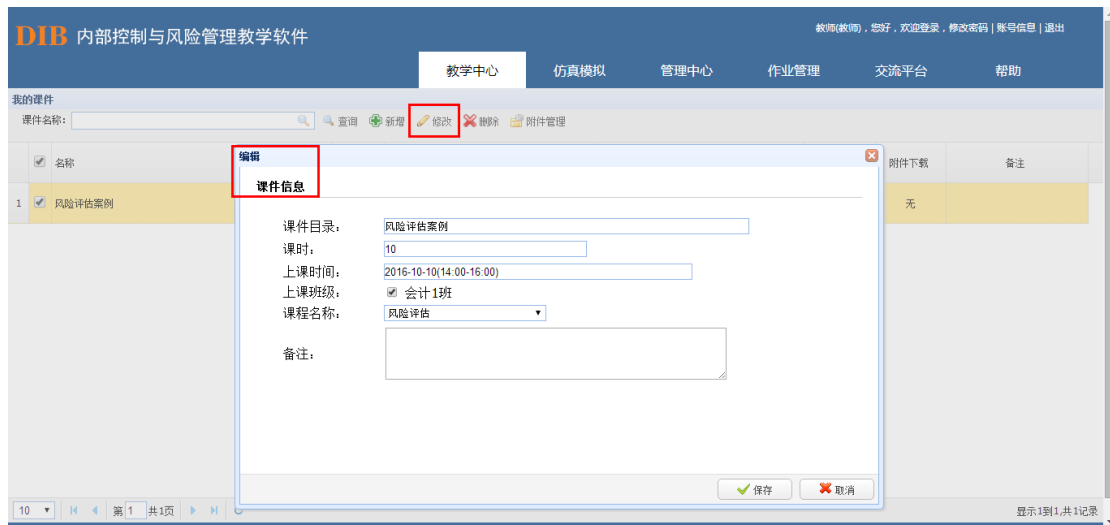 DIB 内部控制与风险管理教学软件
教师(教师)，您好，欢迎登录，修改密码 | 账号信息 | 退出
教学中心 仿真模拟 管理中心 作业管理 交流平台 帮助
我的课件
课件名称: 查询 新增 修改 删除 附件管理
名称 附件下载 备注
1 风险评估案例 无
编辑
课件信息
课件目录: 风险评估案例
课时: 10
上课时间: 2016-10-10(14:00-16:00)
上课班级: 会计1班
课程名称: 风险评估
备注:
保存 取消
10 第 1 共1页 显示1到1,共1记录